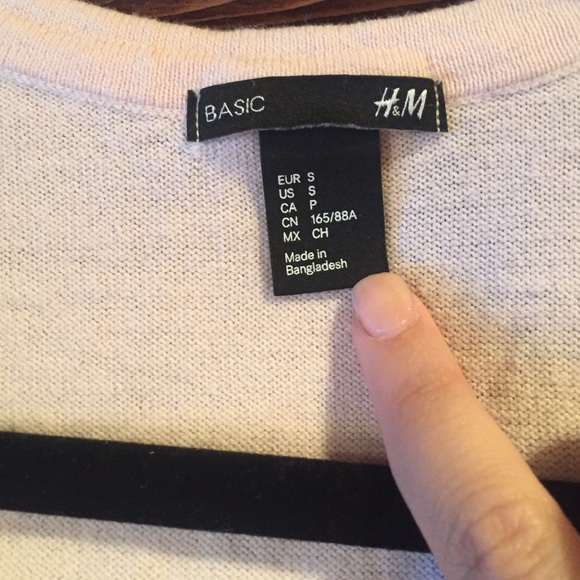 BASIC H&M
EUR S
US S
CA P
CN 165/88A
MX CH
Made in
Bangladesh